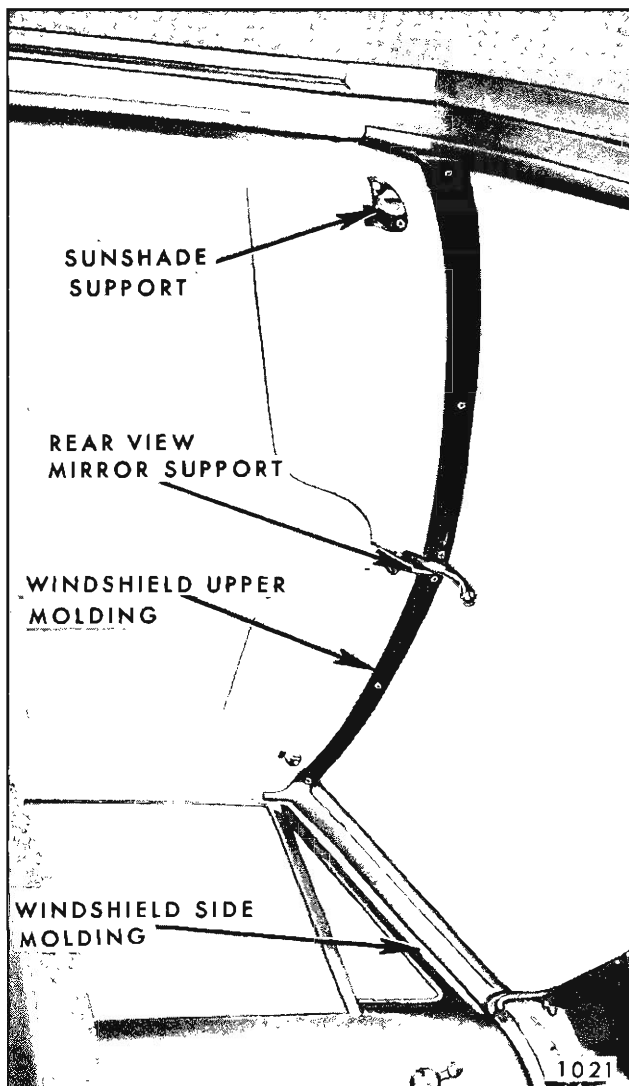 SUNSHADE
SUPPORT
REAR VIEW
MIRROR SUPPORT
WINDSHIELD UPPER
MOLDING
WINDSHIELD SIDE
MOLDING
1021